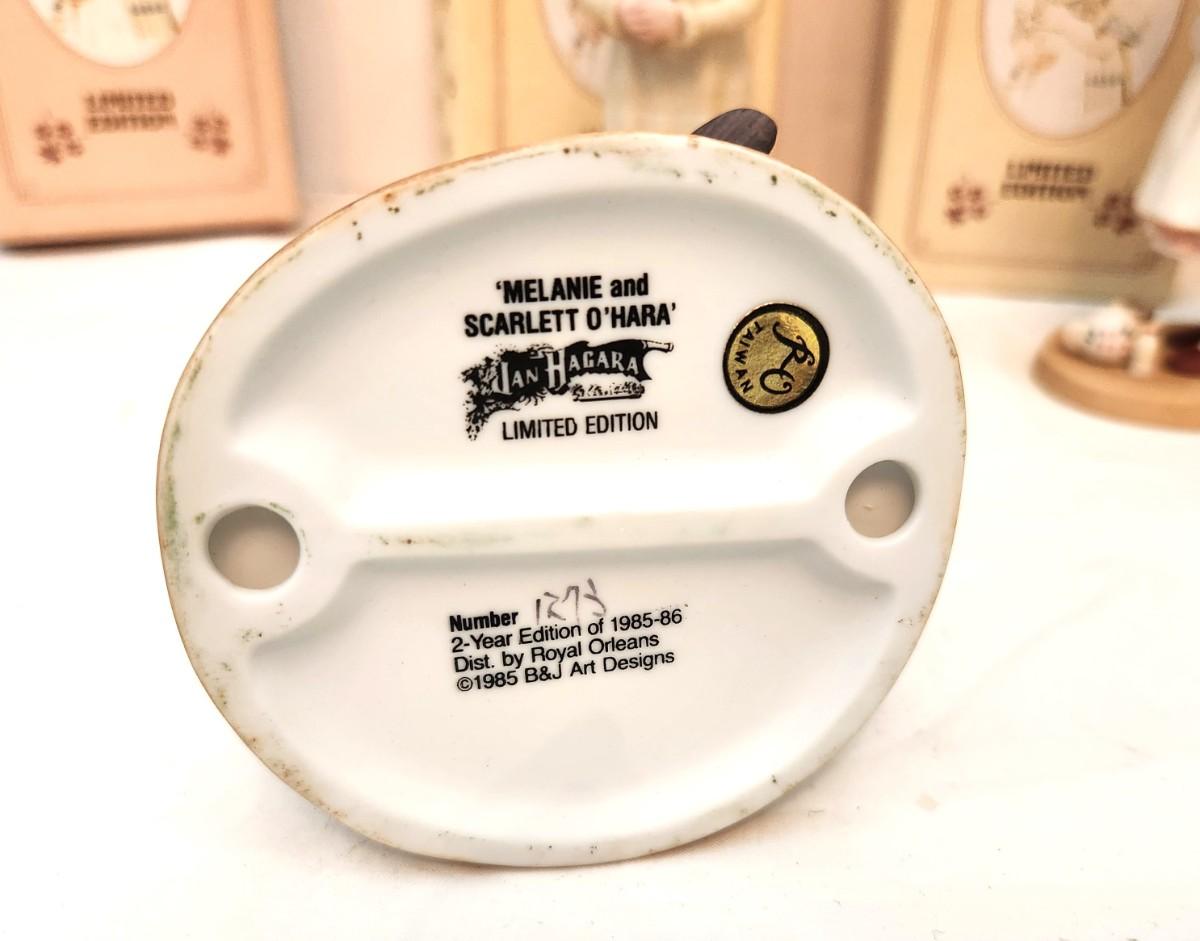 LIMITED
EDITION
LIMITED
EDITION
'MELANIE and
SCARLETT O'HARA'
JAN HAGARA
LIMITED EDITION
RO
TAIWAN
Number 1273
2-Year Edition of 1985-86
Dist. by Royal Orleans
©1985 B&J Art Designs